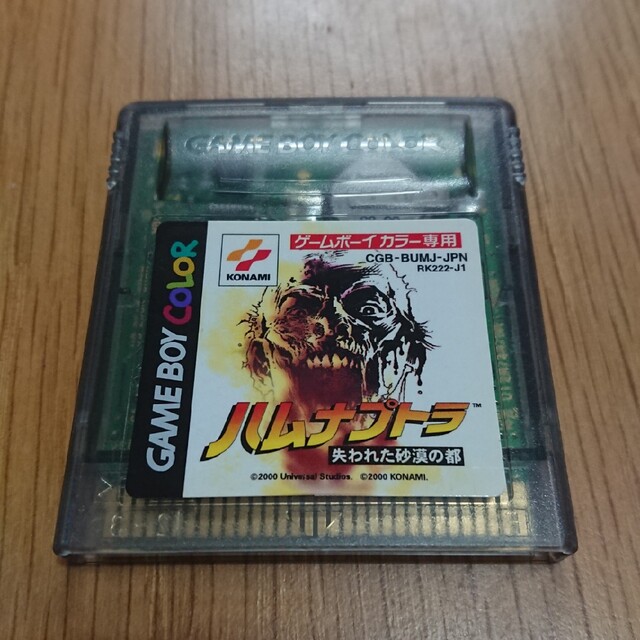 GAME BOY COLOR
GAME BOY COLOR
KONAMI
ゲームボーイ カラー専用
CGB-BUMJ-JPN
RK222-J1
ハムナプトラ™
失われた砂漠の都
©2000 Universal Studios. ©2000 KONAMI.